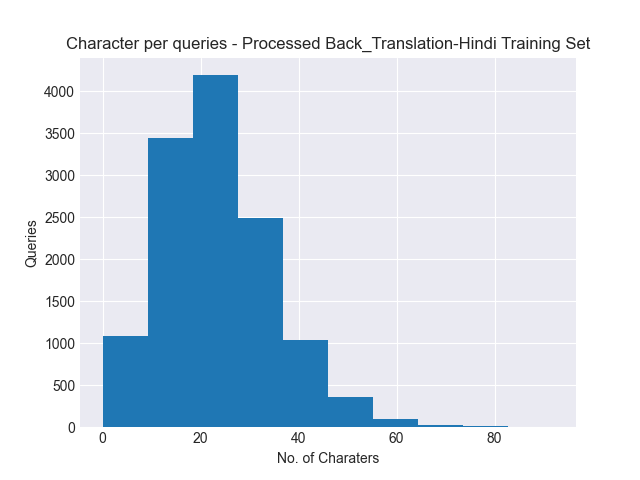 Character per queries - Processed Back_Translation-Hindi Training Set
4000
3500
3000
2500
2000
1500
1000
500
0
Queries
0 20 40 60 80
No. of Charaters